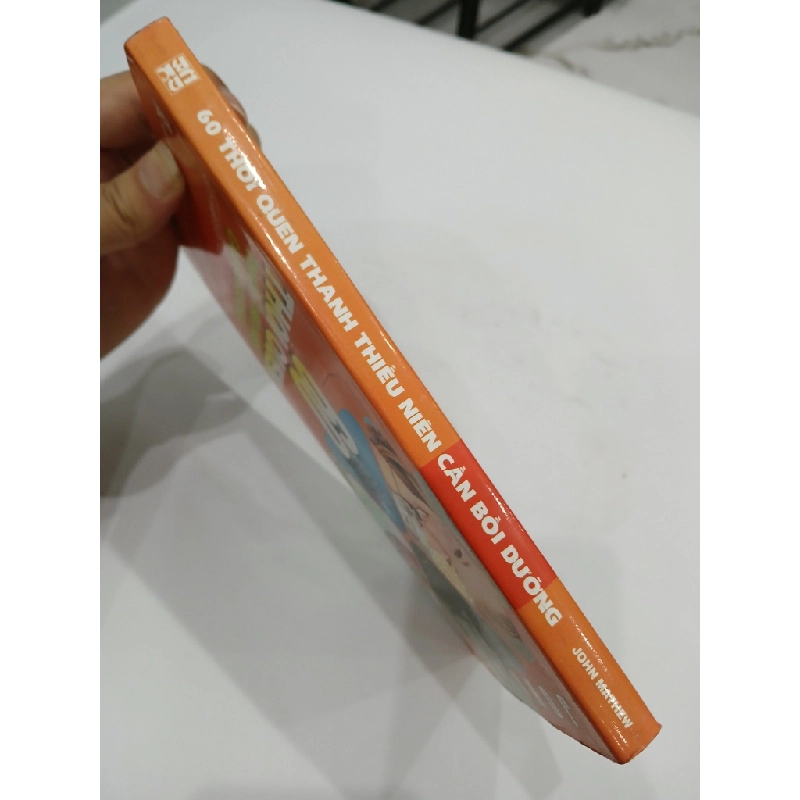 60 THÓI QUEN THANH THIẾU NIÊN CẦN BỒI DƯỠNG
JOHN MATHEW